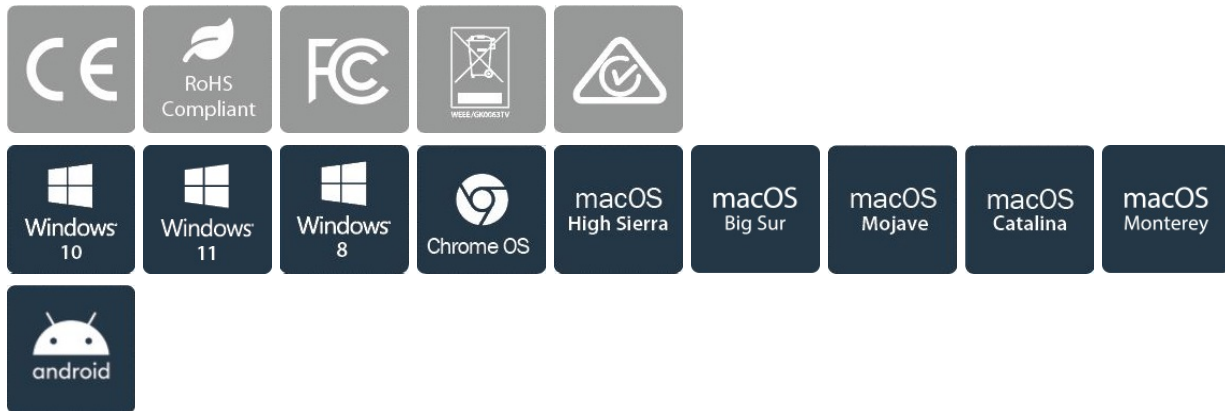 CE
RoHS
Compliant
FC
WEEE/GK0063TV
Windows
10
Windows
11
Windows
8
Chrome OS
macOS
High Sierra
macOS
Big Sur
macOS
Mojave
macOS
Catalina
macOS
Monterey
android